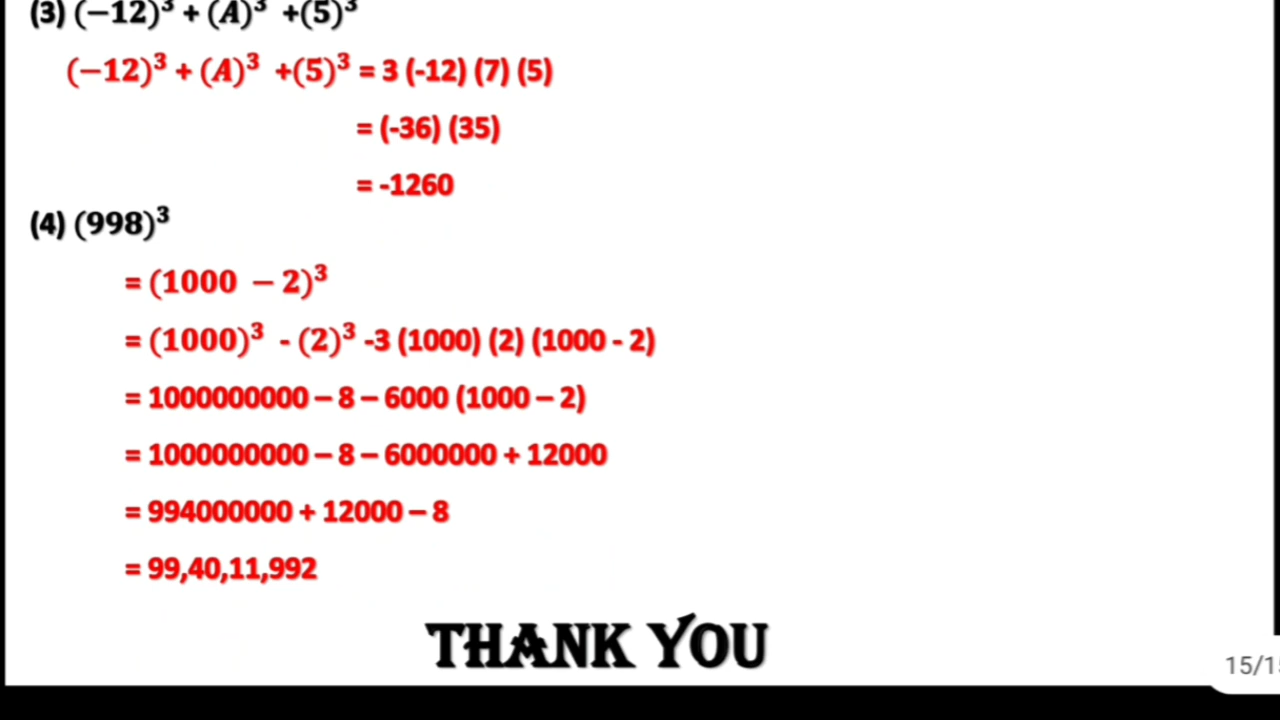 (3) (−12)³ + (A)³ +(5)³
(−12)³ + (A)³ +(5)³ = 3 (-12) (7) (5)
= (-36) (35)
= -1260
(4) (998)³
= (1000 − 2)³
= (1000)³ - (2)³ -3 (1000) (2) (1000 - 2)
= 1000000000 – 8 – 6000 (1000 – 2)
= 1000000000 – 8 – 6000000 + 12000
= 994000000 + 12000 – 8
= 99,40,11,992
THANK YOU
15/15